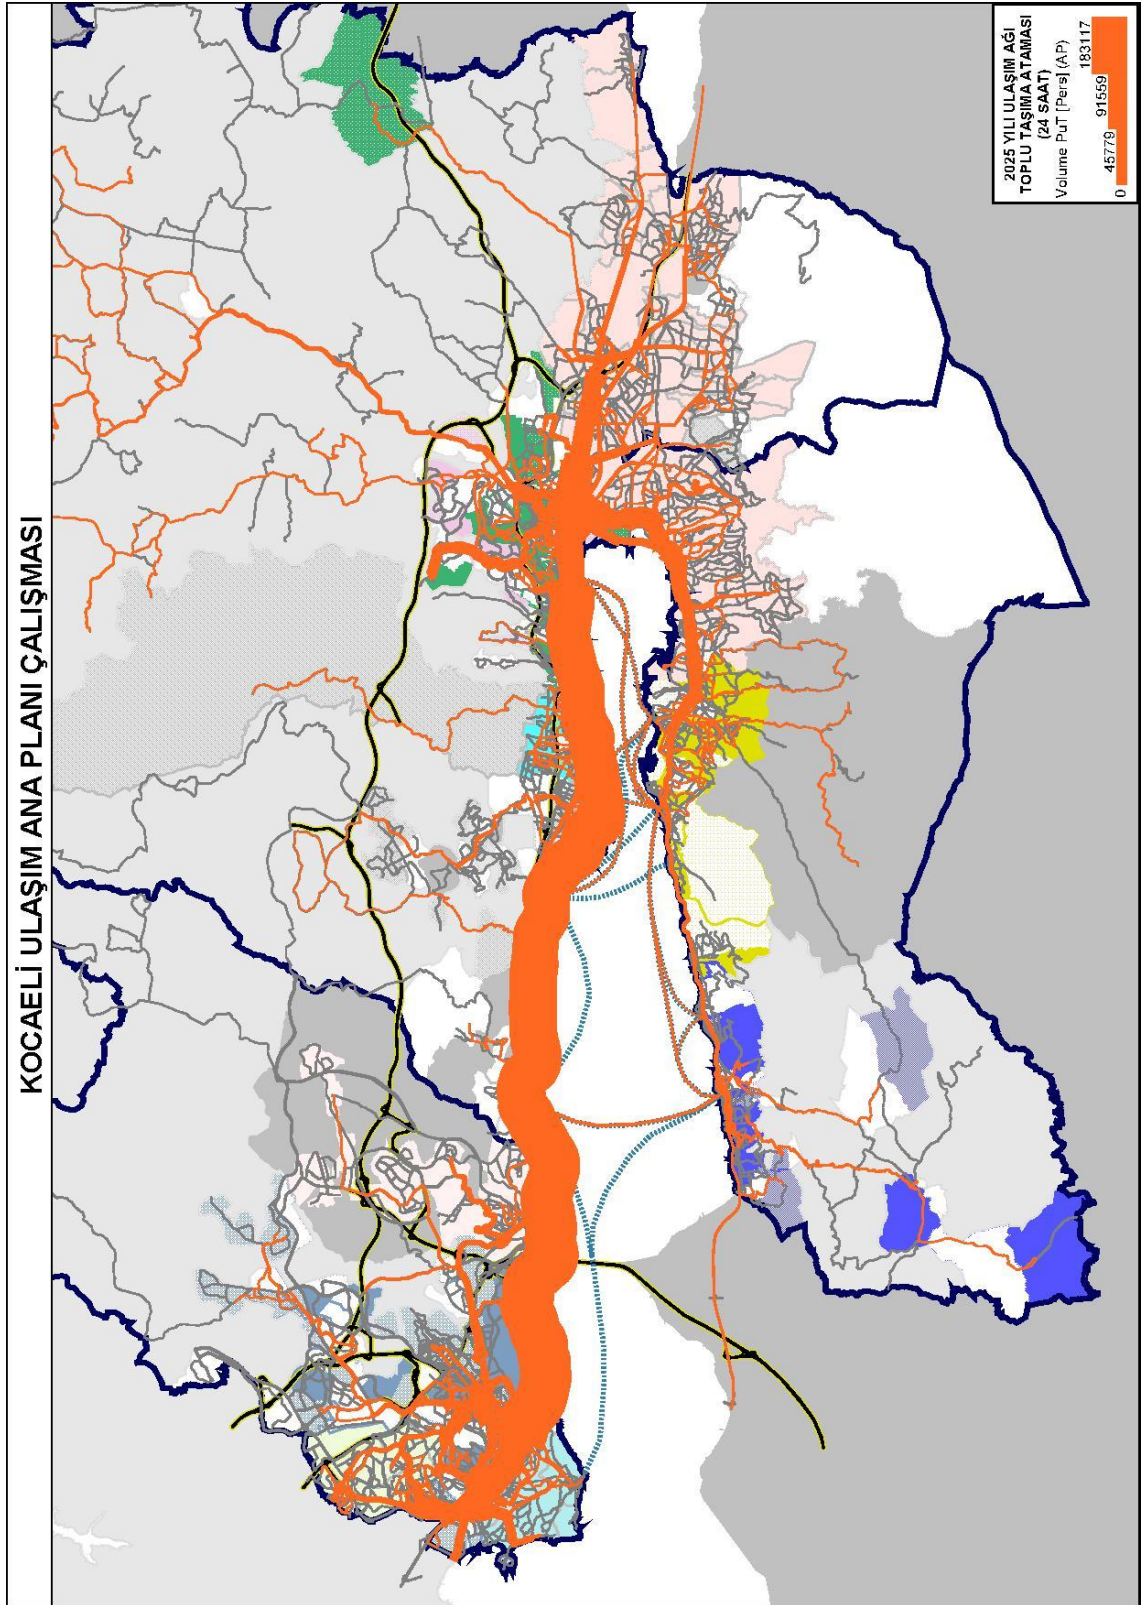 KOCAELİ ULAŞIM ANA PLANI ÇALIŞMASI
2025 YILI ULAŞIM AĞI
TOPLU TAŞIMA ATAMASI
(24 SAAT)
Volume PuT [Pers] (AP)
0 45779 91559 183117